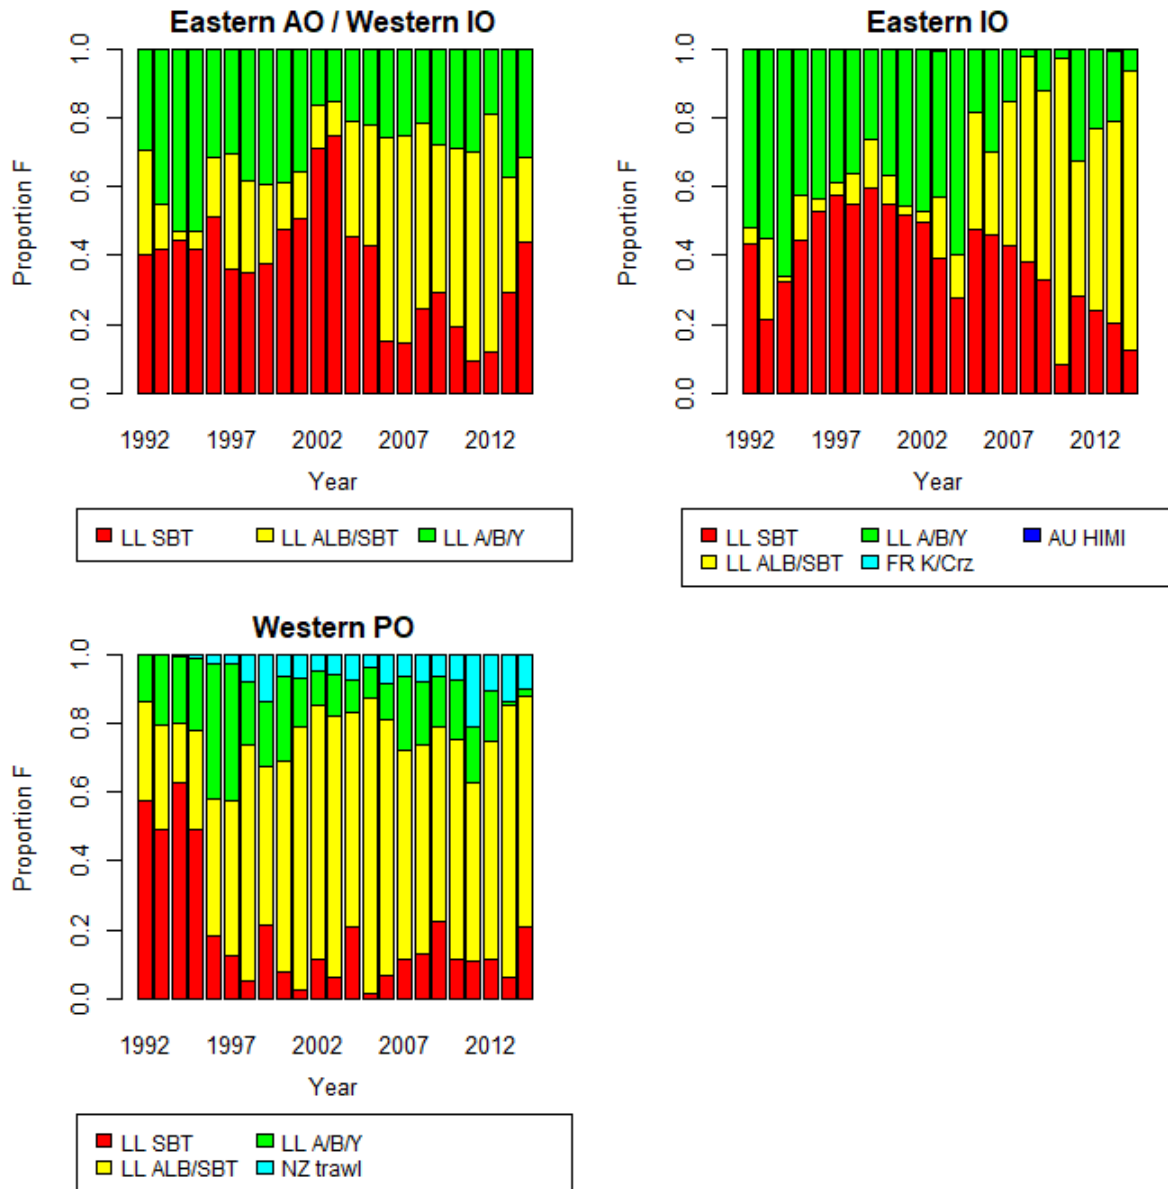 Eastern AO / Western IO
Proportion F
1.0
0.8
0.6
0.4
0.2
0.0
1992 1997 2002 2007 2012
Year
LL SBT LL ALB/SBT LL A/B/Y
Eastern IO
Proportion F
1.0
0.8
0.6
0.4
0.2
0.0
1992 1997 2002 2007 2012
Year
LL SBT LL A/B/Y AU HIMI
LL ALB/SBT FR K/Crz
Western PO
Proportion F
1.0
0.8
0.6
0.4
0.2
0.0
1992 1997 2002 2007 2012
Year
LL SBT LL A/B/Y
LL ALB/SBT NZ trawl